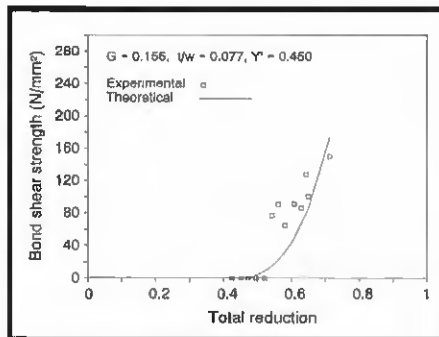 G = 0.156, t/w = 0.077, Y' = 0.450
Experimental
Theoretical
Bond shear strength (N/mm²)
280
240
200
160
120
80
40
0
0 0.2 0.4 0.6 0.8 1
Total reduction